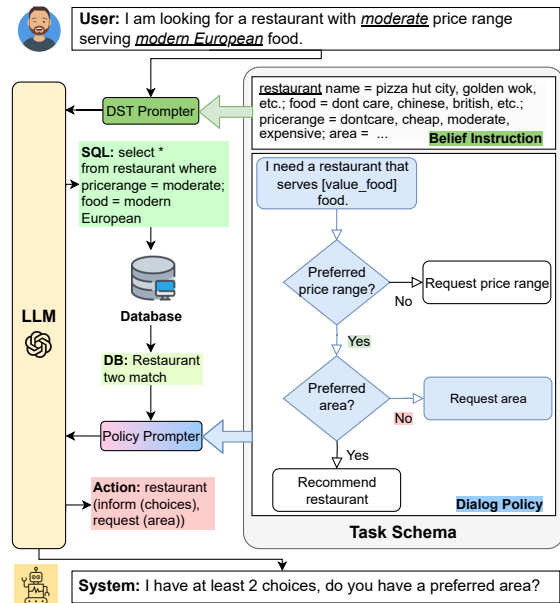 User: I am looking for a restaurant with moderate price range
serving modern European food.
DST Prompter
restaurant name = pizza hut city, golden wok,
etc.; food = dont care, chinese, british, etc.;
pricerange = dontcare, cheap, moderate,
expensive; area = ...
Belief Instruction
SQL: select *
from restaurant where
pricerange = moderate;
food = modern
European
I need a restaurant that
serves [value_food]
food.
Preferred
price range?
No
Request price range
Yes
LLM
Database
DB: Restaurant
two match
Preferred
area?
No
Request area
Policy Prompter
Yes
Recommend
restaurant
Action: restaurant
(inform (choices),
request (area))
Dialog Policy
Task Schema
System: I have at least 2 choices, do you have a preferred area?